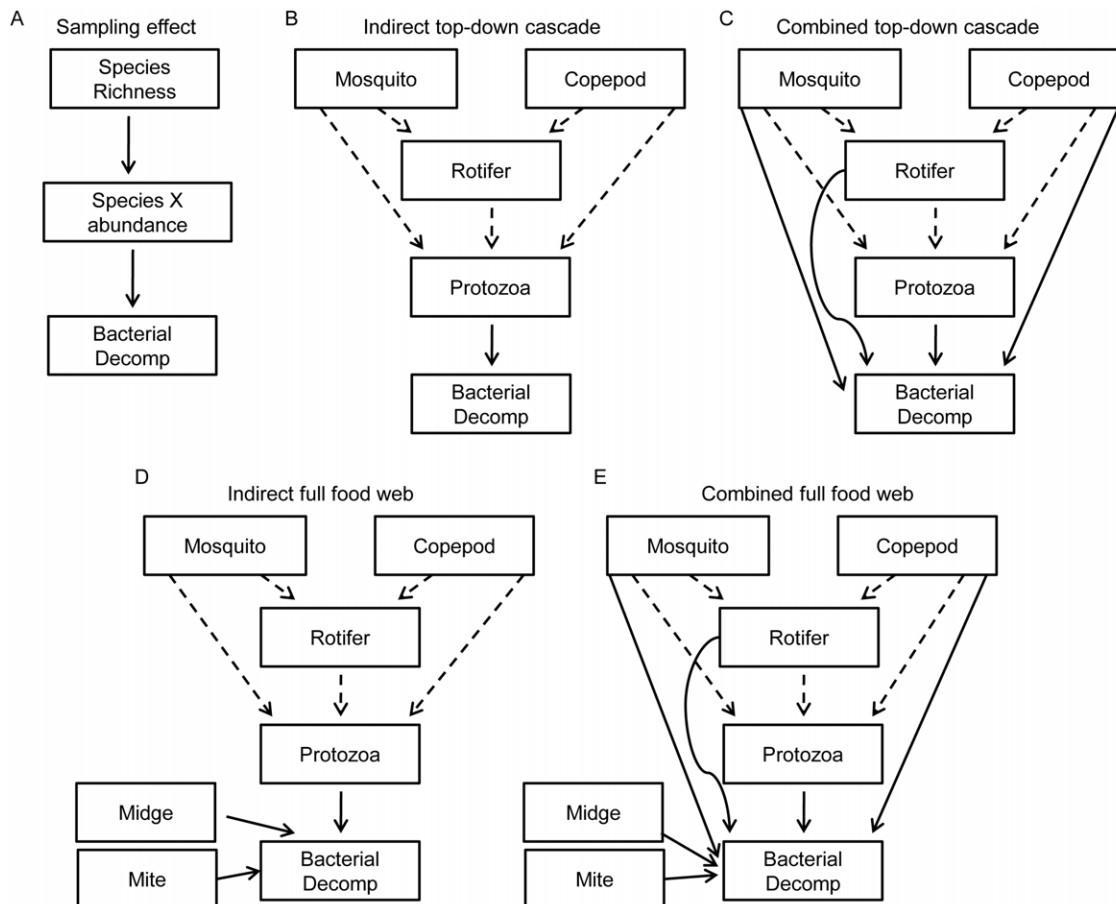 A
Sampling effect
Species
Richness
Species X
abundance
Bacterial
Decomp
B
Indirect top-down cascade
Mosquito
Copepod
Rotifer
Protozoa
Bacterial
Decomp
C
Combined top-down cascade
Mosquito
Copepod
Rotifer
Protozoa
Bacterial
Decomp
D
Indirect full food web
Mosquito
Copepod
Rotifer
Protozoa
Midge
Mite
Bacterial
Decomp
E
Combined full food web
Mosquito
Copepod
Rotifer
Protozoa
Midge
Mite
Bacterial
Decomp